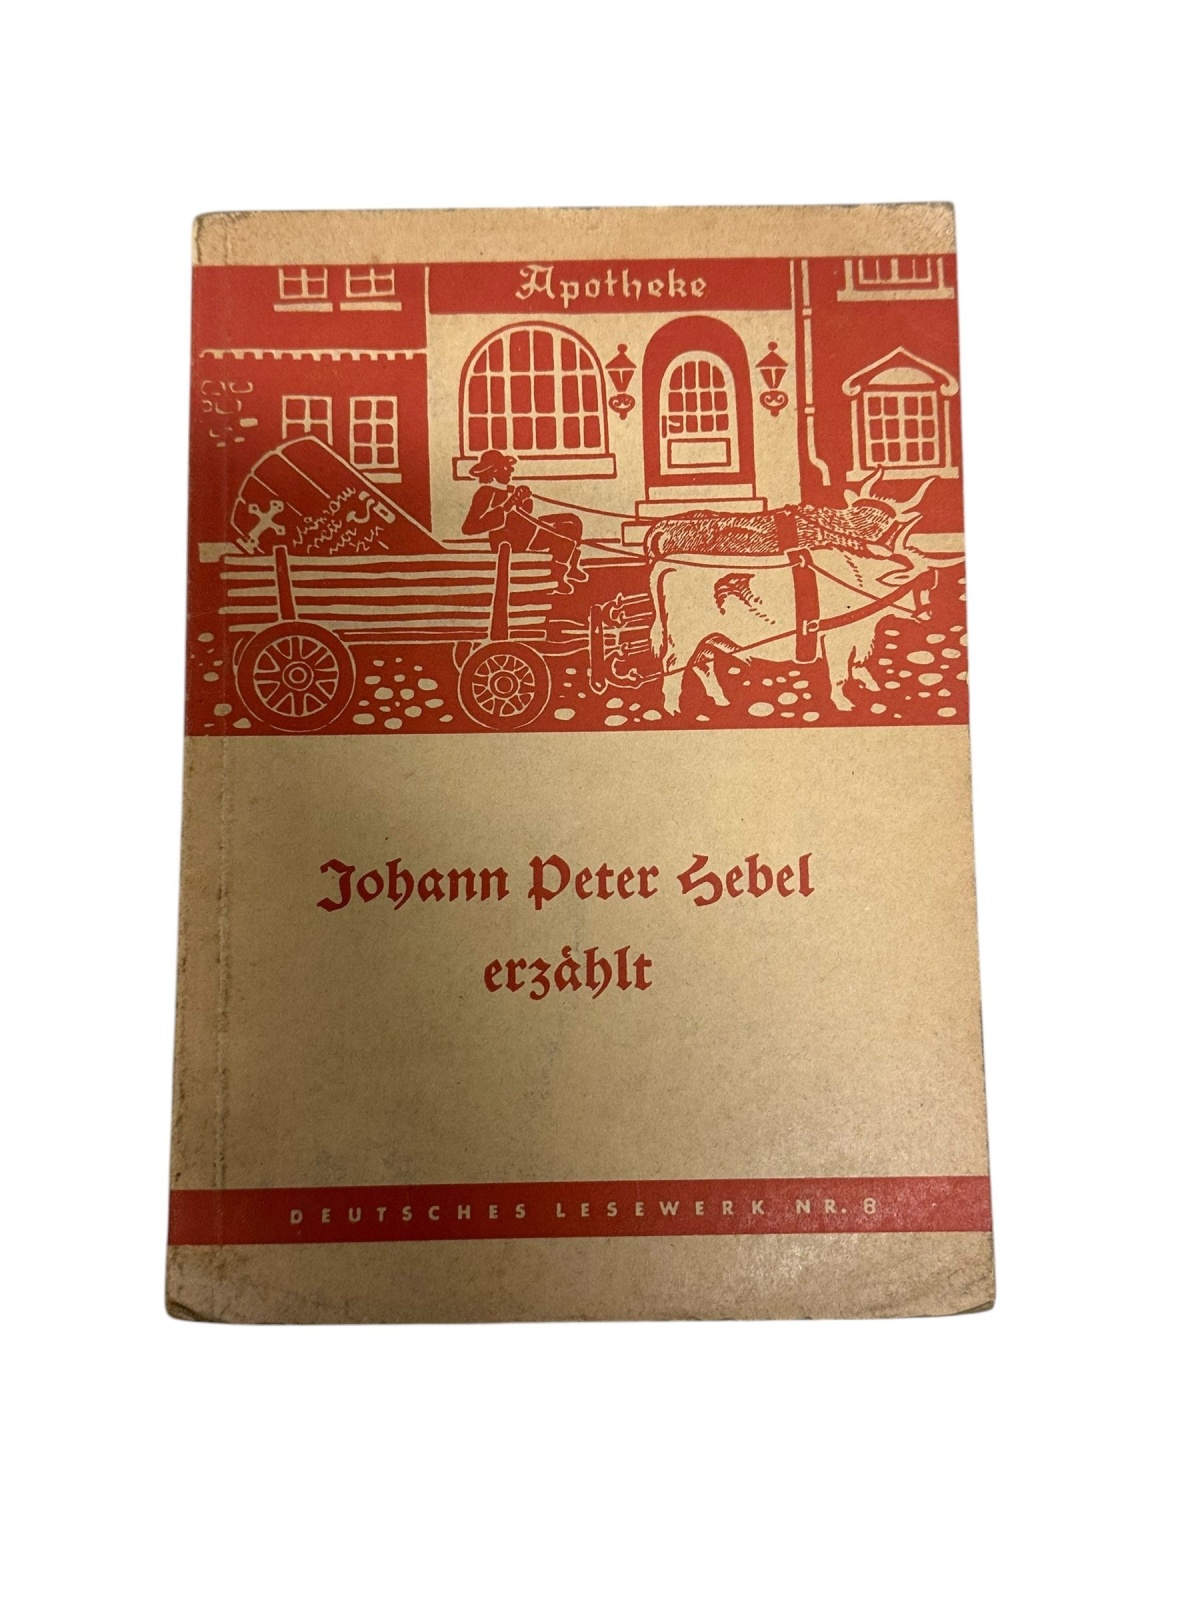 Apotheke
Johann Peter Hebel
erzählt
DEUTSCHES LESEWERK NR. 8